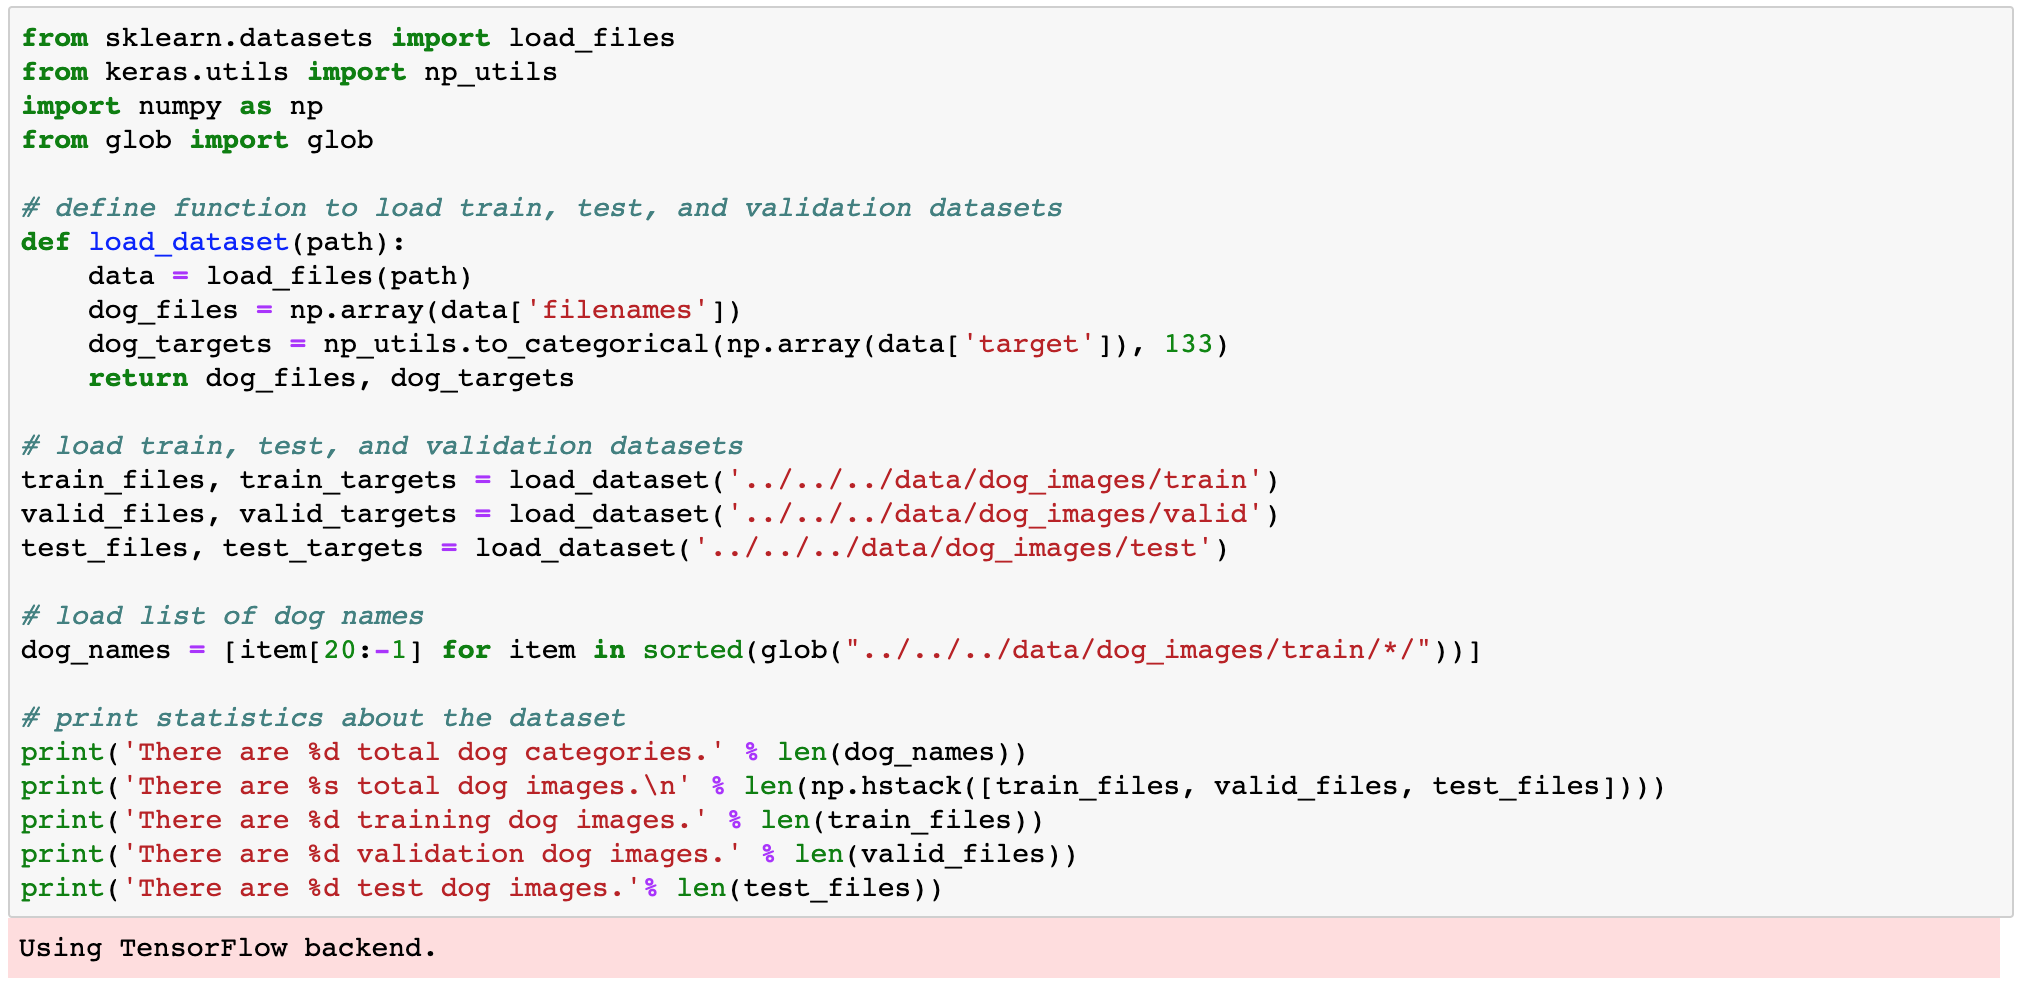 from sklearn.datasets import load_files
from keras.utils import np_utils
import numpy as np
from glob import glob

# define function to load train, test, and validation datasets
def load_dataset(path):
    data = load_files(path)
    dog_files = np.array(data['filenames'])
    dog_targets = np_utils.to_categorical(np.array(data['target']), 133)
    return dog_files, dog_targets

# load train, test, and validation datasets
train_files, train_targets = load_dataset('../../../data/dog_images/train')
valid_files, valid_targets = load_dataset('../../../data/dog_images/valid')
test_files, test_targets = load_dataset('../../../data/dog_images/test')

# load list of dog names
dog_names = [item[20:-1] for item in sorted(glob("../../../data/dog_images/train/*/"))]

# print statistics about the dataset
print('There are %d total dog categories.' % len(dog_names))
print('There are %s total dog images.\n' % len(np.hstack([train_files, valid_files, test_files])))
print('There are %d training dog images.' % len(train_files))
print('There are %d validation dog images.' % len(valid_files))
print('There are %d test dog images.'% len(test_files))
Using TensorFlow backend.